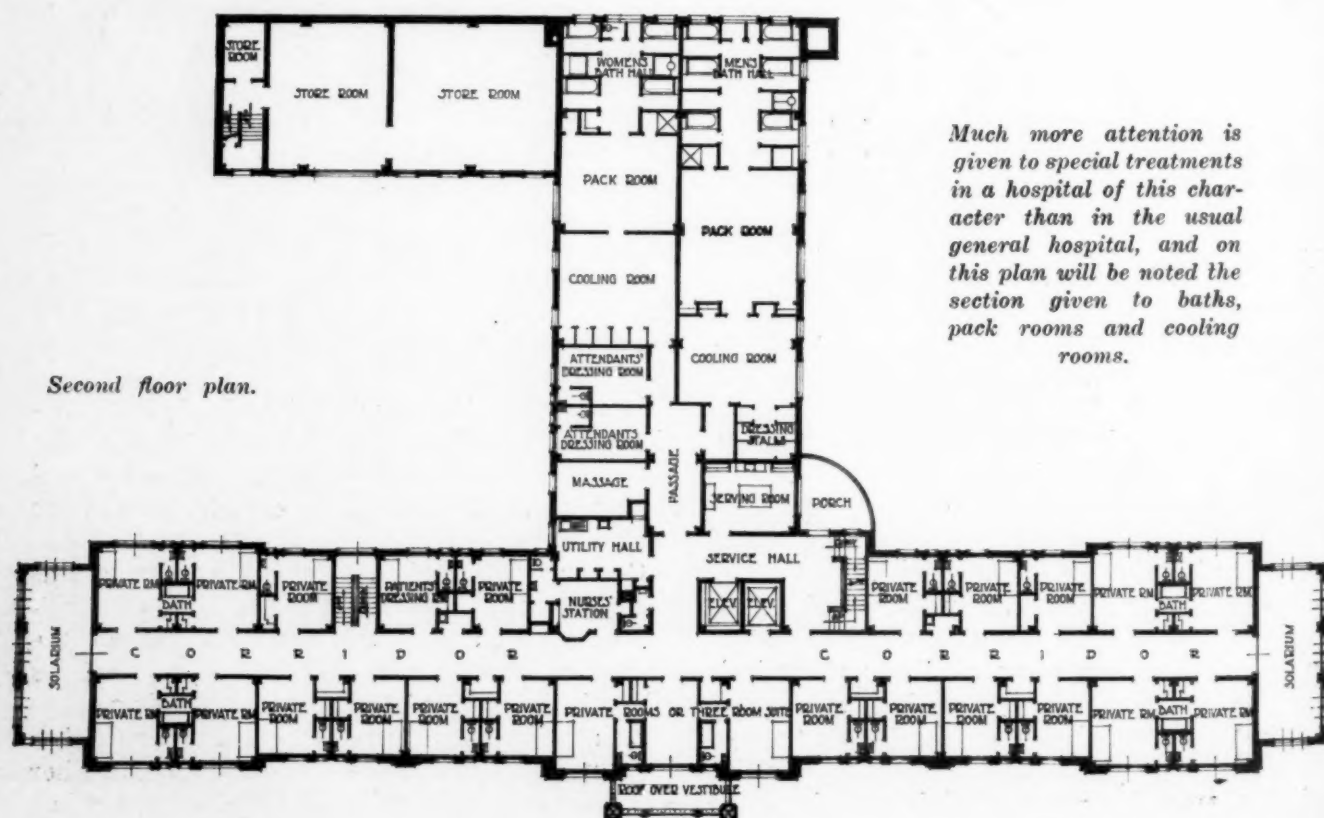 STORE
ROOM
STORE ROOM
STORE ROOM
WOMEN'S
BATH HALL
MEN'S
BATH HALL
PACK ROOM
PACK ROOM
COOLING ROOM
COOLING ROOM
ATTENDANTS'
DRESSING ROOM
ATTENDANTS
DRESSING ROOM
DRESSING
STALLS
MASSAGE
PASSAGE
SERVING ROOM
PORCH
UTILITY HALL
SERVICE HALL
NURSES'
STATION
ELEV.
ELEV.
Much more attention is
given to special treatments
in a hospital of this char-
acter than in the usual
general hospital, and on
this plan will be noted the
section given to baths,
pack rooms and cooling
rooms.
Second floor plan.
SOLARIUM
PRIVATE RM
BATH
PRIVATE RM
PRIVATE
ROOM
PATIENTS'
DRESSING
PRIVATE
ROOM
PRIVATE
ROOM
PRIVATE
ROOM
PRIVATE
ROOM
PRIVATE RM
BATH
PRIVATE RM
SOLARIUM
CORRIDOR
CORRIDOR
PRIVATE RM
BATH
PRIVATE RM
PRIVATE
ROOM
PRIVATE
ROOM
PRIVATE
ROOM
PRIVATE
ROOM
PRIVATE ROOMS OR THREE ROOM SUITE
PRIVATE
ROOM
PRIVATE
ROOM
PRIVATE
ROOM
PRIVATE
ROOM
PRIVATE RM
BATH
PRIVATE RM
ROOF OVER VESTIBULE